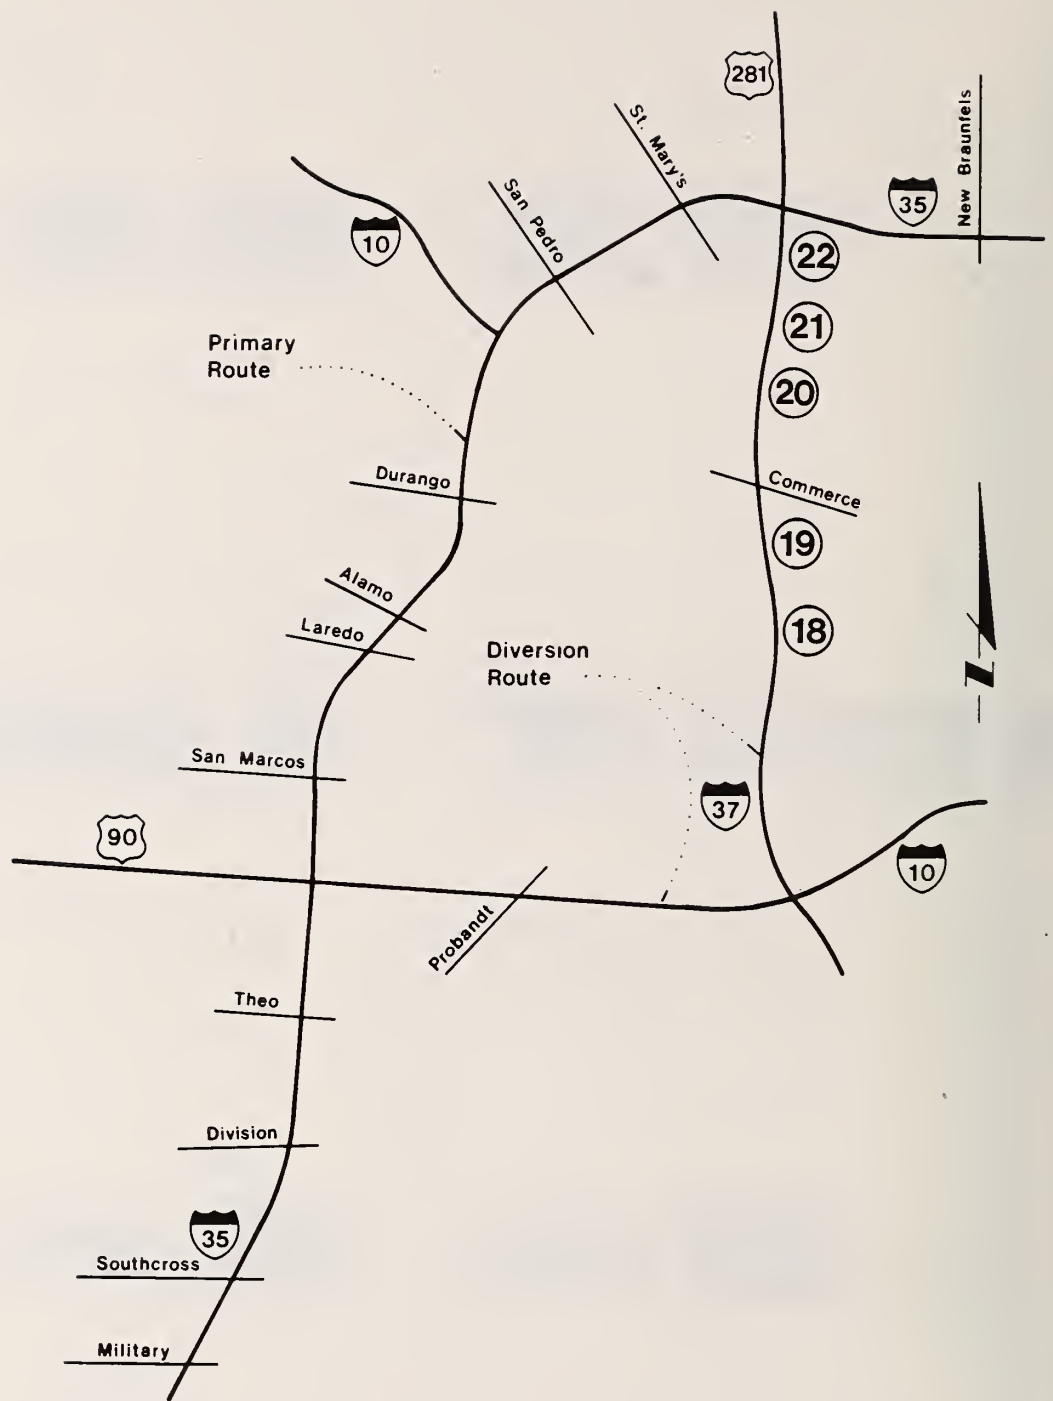 281
St. Mary's
New Braunfels
35
San Pedro
10
22
21
Primary
Route
20
Durango
Commerce
19
Alamo
Laredo
18
Diversion
Route
San Marcos
37
90
10
Probandt
N
Theo
Division
35
Southcross
Military